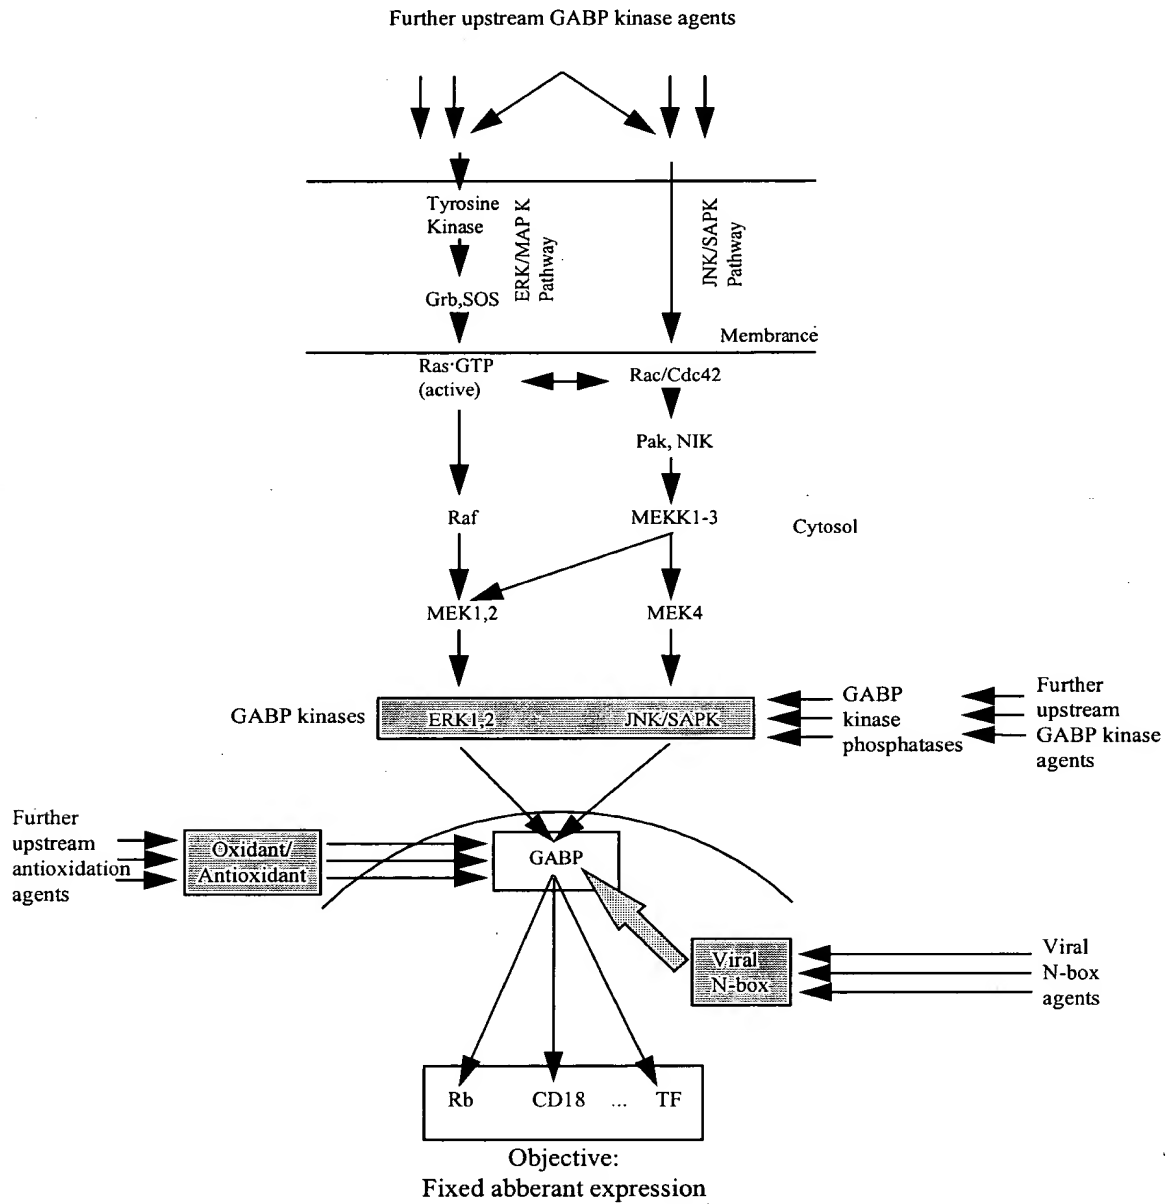 Further upstream GABP kinase agents
Tyrosine
Kinase
ERK/MAP K
Pathway
JNK/SAPK
Pathway
Grb,SOS
Membrance
Ras·GTP
(active)
Rac/Cdc42
Pak, NIK
Raf
MEKK1-3
Cytosol
MEK1,2
MEK4
GABP kinases
ERK1,2
JNK/SAPK
GABP
kinase
phosphatases
Further
upstream
GABP kinase
agents
Further
upstream
antioxidation
agents
Oxidant/
Antioxidant
GABP
Viral
N-box
Viral
N-box
agents
Rb
CD18
...
TF
Objective:
Fixed abberant expression